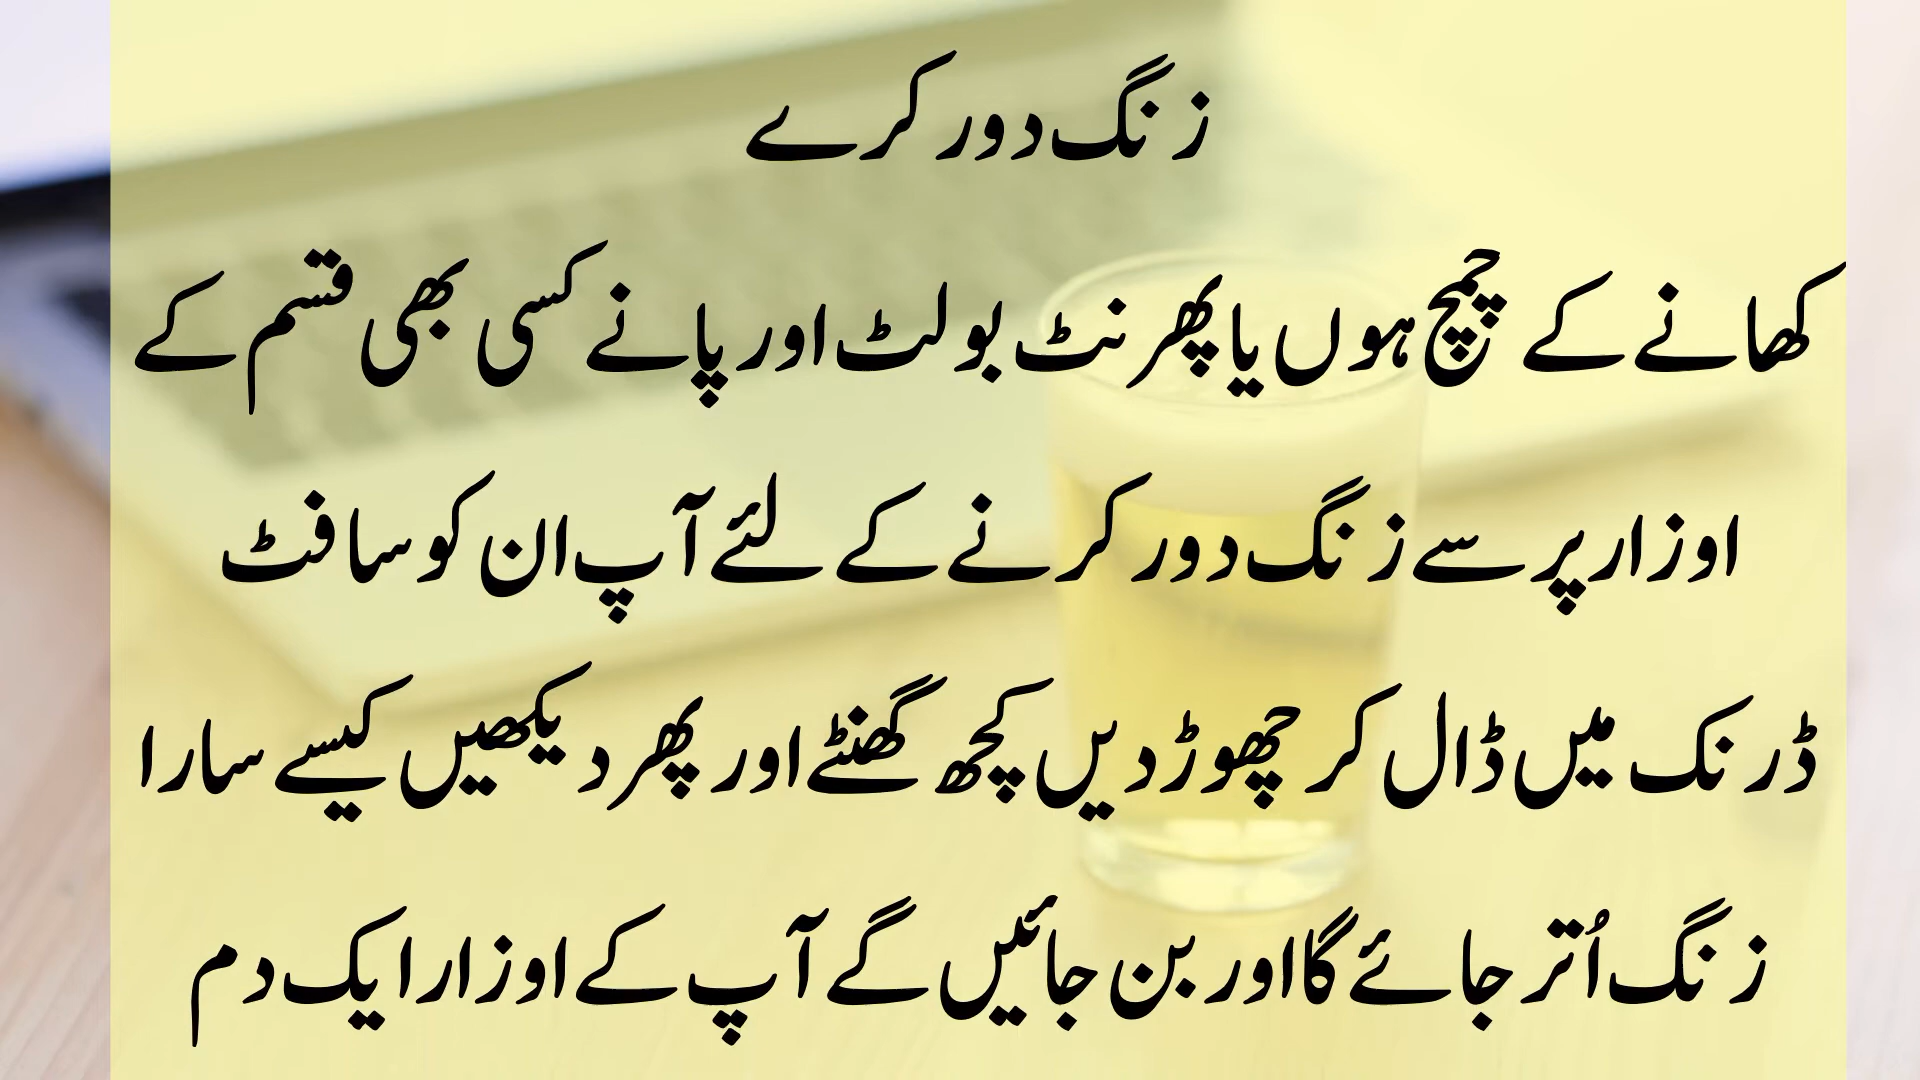 زنگ دور کرے
کھانے کے چمچ ہوں یا پھر نٹ بولٹ اور پانے کسی بھی قسم کے
اوزار پر سے زنگ دور کرنے کے لئے آپ ان کو سافٹ
ڈرنک میں ڈال کر چھوڑ دیں کچھ گھنٹے اور پھر دیکھیں کیسے سارا
زنگ اُتر جائے گا اور بن جائیں گے آپ کے اوزار ایک دم